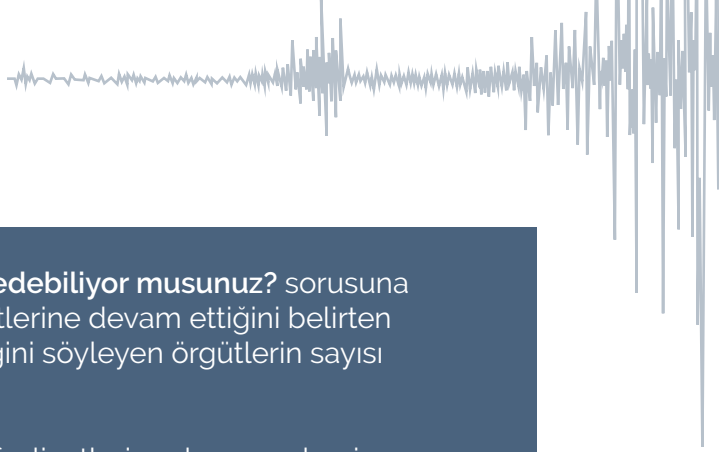 edebiliyor musunuz? sorusuna
tlerine devam ettiğini belirten
ğini söyleyen örgütlerin sayısı